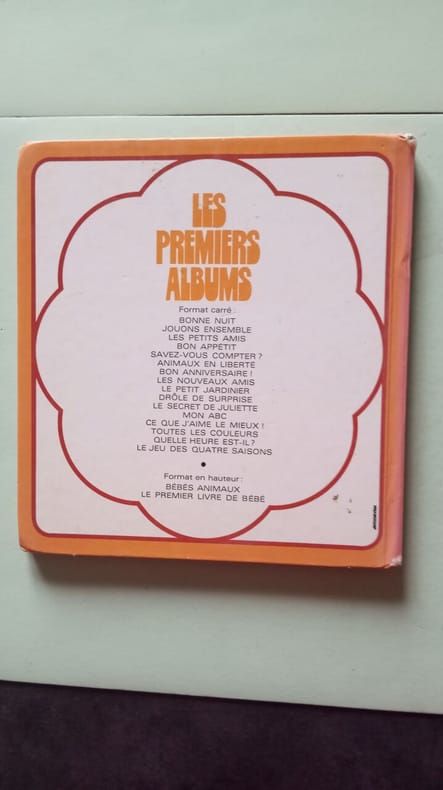 LES
PREMIERS
ALBUMS
Format carré :
BONNE NUIT
JOUONS ENSEMBLE
LES PETITS AMIS
BON APPÉTIT
SAVEZ-VOUS COMPTER ?
ANIMAUX EN LIBERTÉ
BON ANNIVERSAIRE !
LES NOUVEAUX AMIS
LE PETIT JARDINIER
DRÔLE DE SURPRISE
LE SECRET DE JULIETTE
MON ABC
CE QUE J'AIME LE MIEUX !
TOUTES LES COULEURS
QUELLE HEURE EST-IL ?
LE JEU DES QUATRE SAISONS
•
Format en hauteur :
BÉBÉS ANIMAUX
LE PREMIER LIVRE DE BÉBÉ